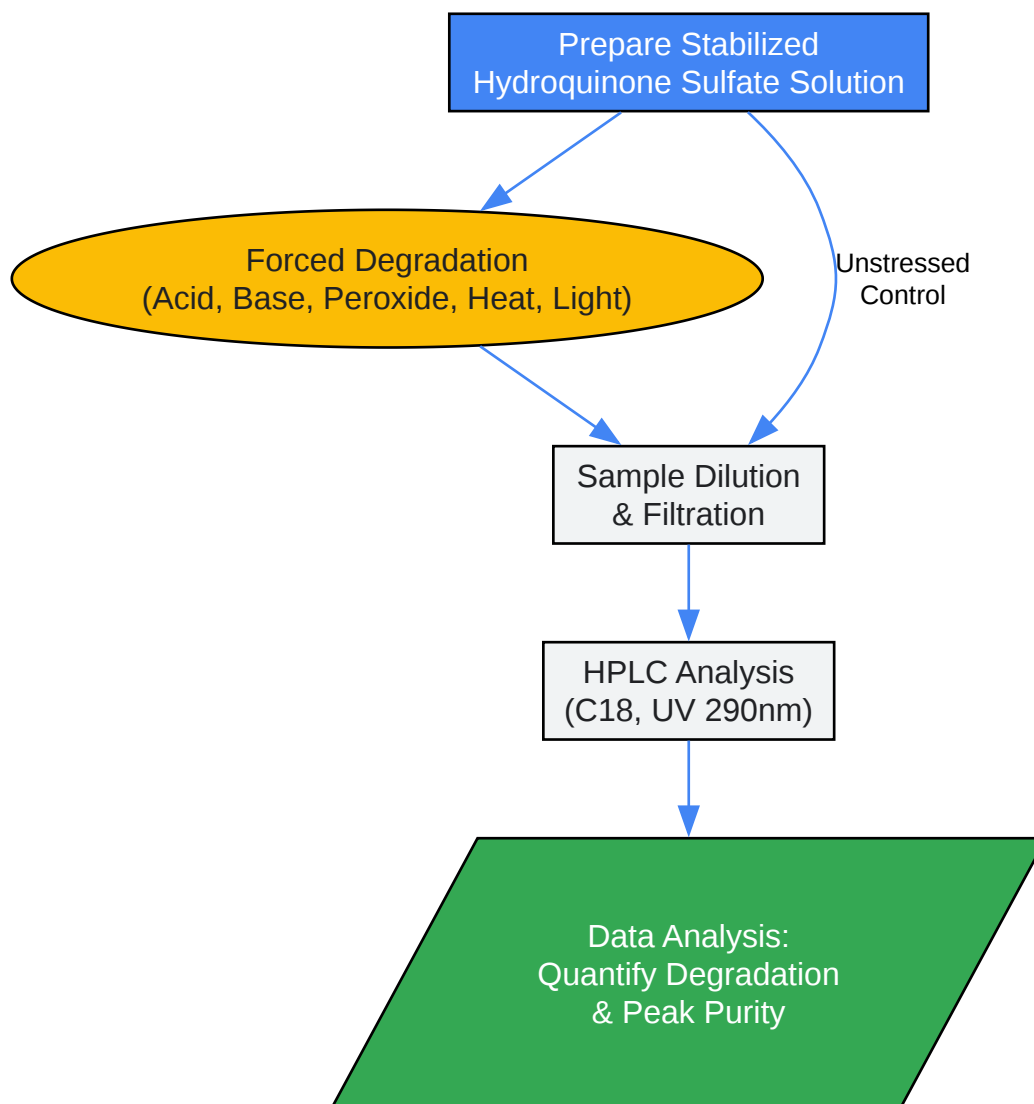 Prepare Stabilized
Hydroquinone Sulfate Solution
Forced Degradation
(Acid, Base, Peroxide, Heat, Light)
Unstressed
Control
Sample Dilution
& Filtration
HPLC Analysis
(C18, UV 290nm)
Data Analysis:
Quantify Degradation
& Peak Purity